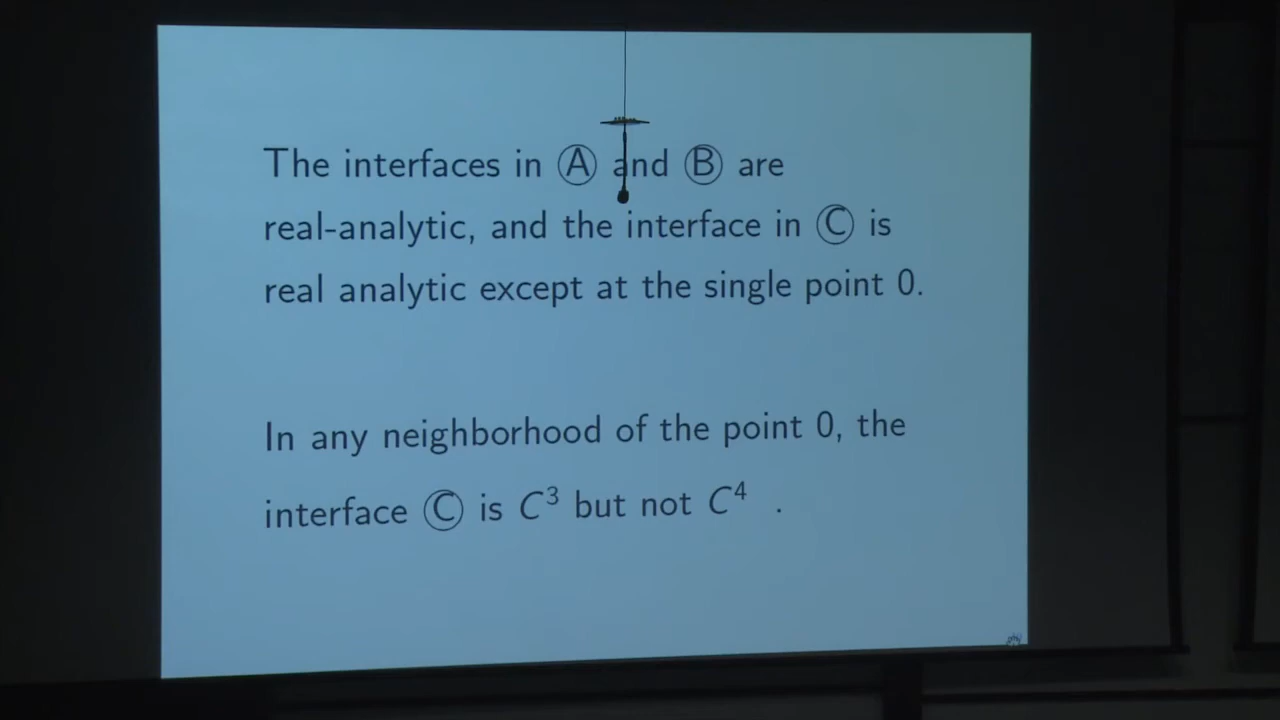 The interfaces in Ⓐ and Ⓑ are
real-analytic, and the interface in Ⓒ is
real analytic except at the single point 0.
In any neighborhood of the point 0, the
interface Ⓒ is C³ but not C⁴ .